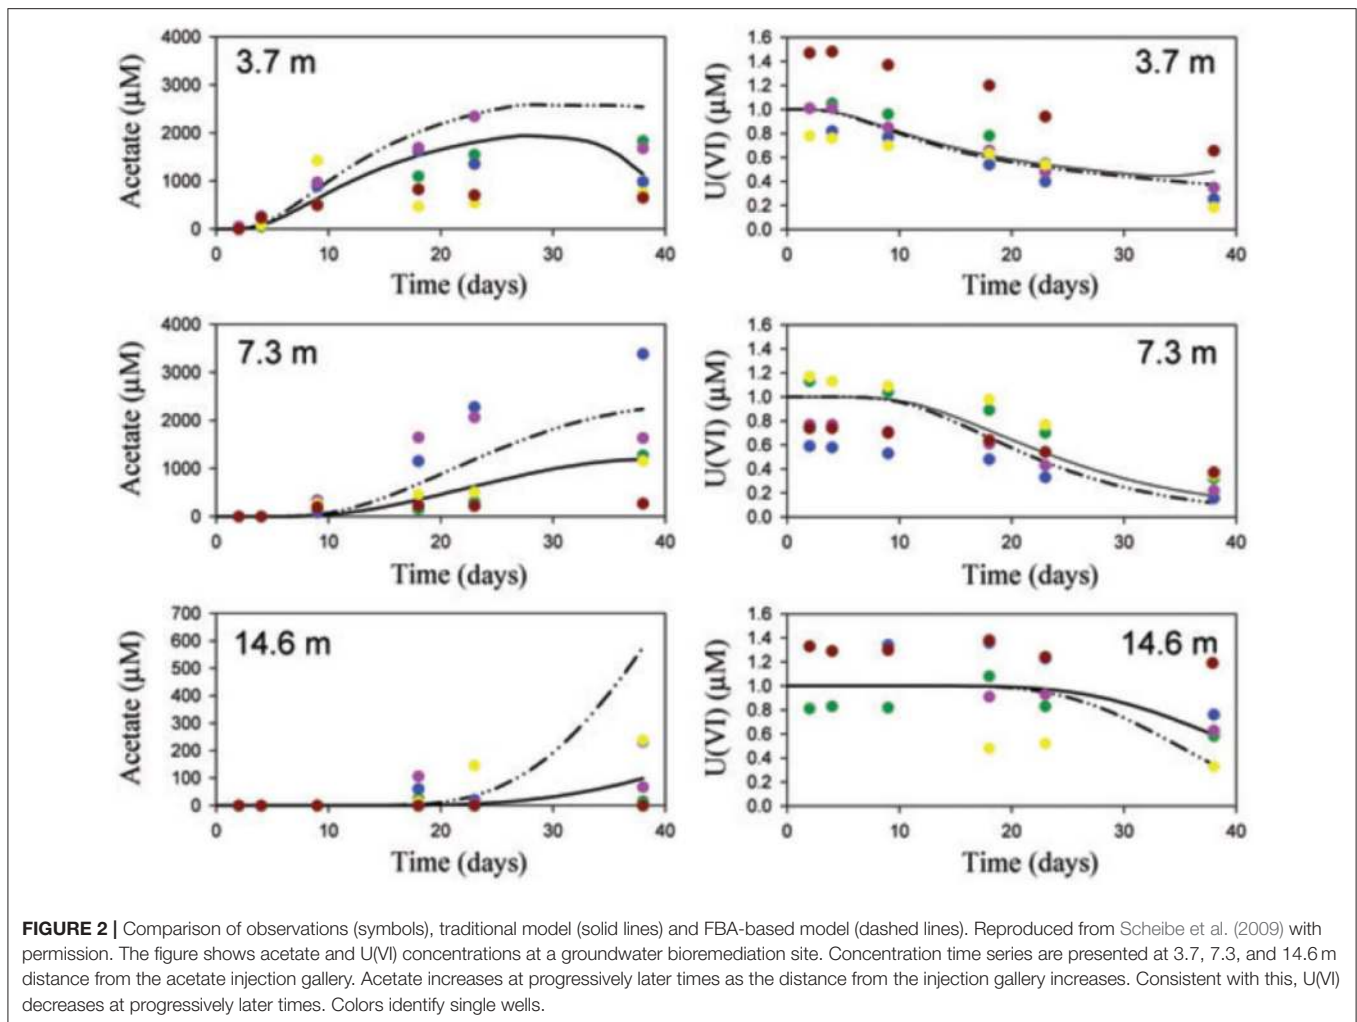 4000
3000
2000
1000
0
Acetate (µM)
3.7 m
0 10 20 30 40
Time (days)
1.6
1.4
1.2
1.0
0.8
0.6
0.4
0.2
0.0
U(VI) (µM)
3.7 m
0 10 20 30 40
Time (days)
4000
3000
2000
1000
0
Acetate (µM)
7.3 m
0 10 20 30 40
Time (days)
1.6
1.4
1.2
1.0
0.8
0.6
0.4
0.2
0.0
U(VI) (µM)
7.3 m
0 10 20 30 40
Time (days)
700
600
500
400
300
200
100
0
Acetate (µM)
14.6 m
0 10 20 30 40
Time (days)
1.6
1.4
1.2
1.0
0.8
0.6
0.4
0.2
0.0
U(VI) (µM)
14.6 m
0 10 20 30 40
Time (days)
FIGURE 2 | Comparison of observations (symbols), traditional model (solid lines) and FBA-based model (dashed lines). Reproduced from Scheibe et al. (2009) with
permission. The figure shows acetate and U(VI) concentrations at a groundwater bioremediation site. Concentration time series are presented at 3.7, 7.3, and 14.6 m
distance from the acetate injection gallery. Acetate increases at progressively later times as the distance from the injection gallery increases. Consistent with this, U(VI)
decreases at progressively later times. Colors identify single wells.